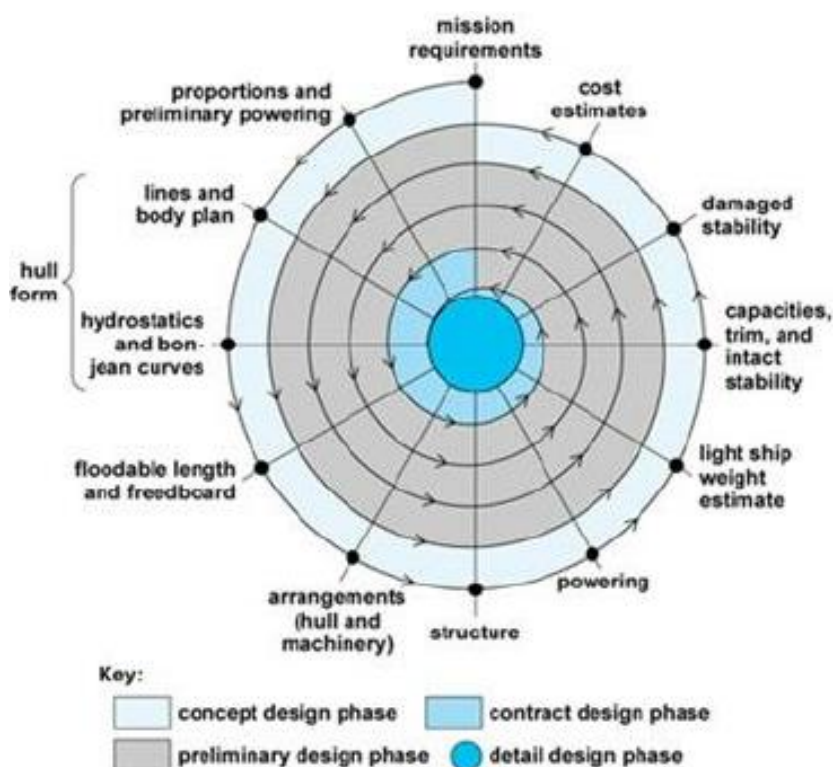 mission
requirements
cost
estimates
proportions and
preliminary powering
lines and
body plan
damaged
stability
hull
form
hydrostatics
and bon-
jean curves
capacities,
trim, and
intact
stability
floodable length
and freedboard
light ship
weight
estimate
arrangements
(hull and
machinery)
structure
powering
Key:
concept design phase
contract design phase
preliminary design phase
detail design phase